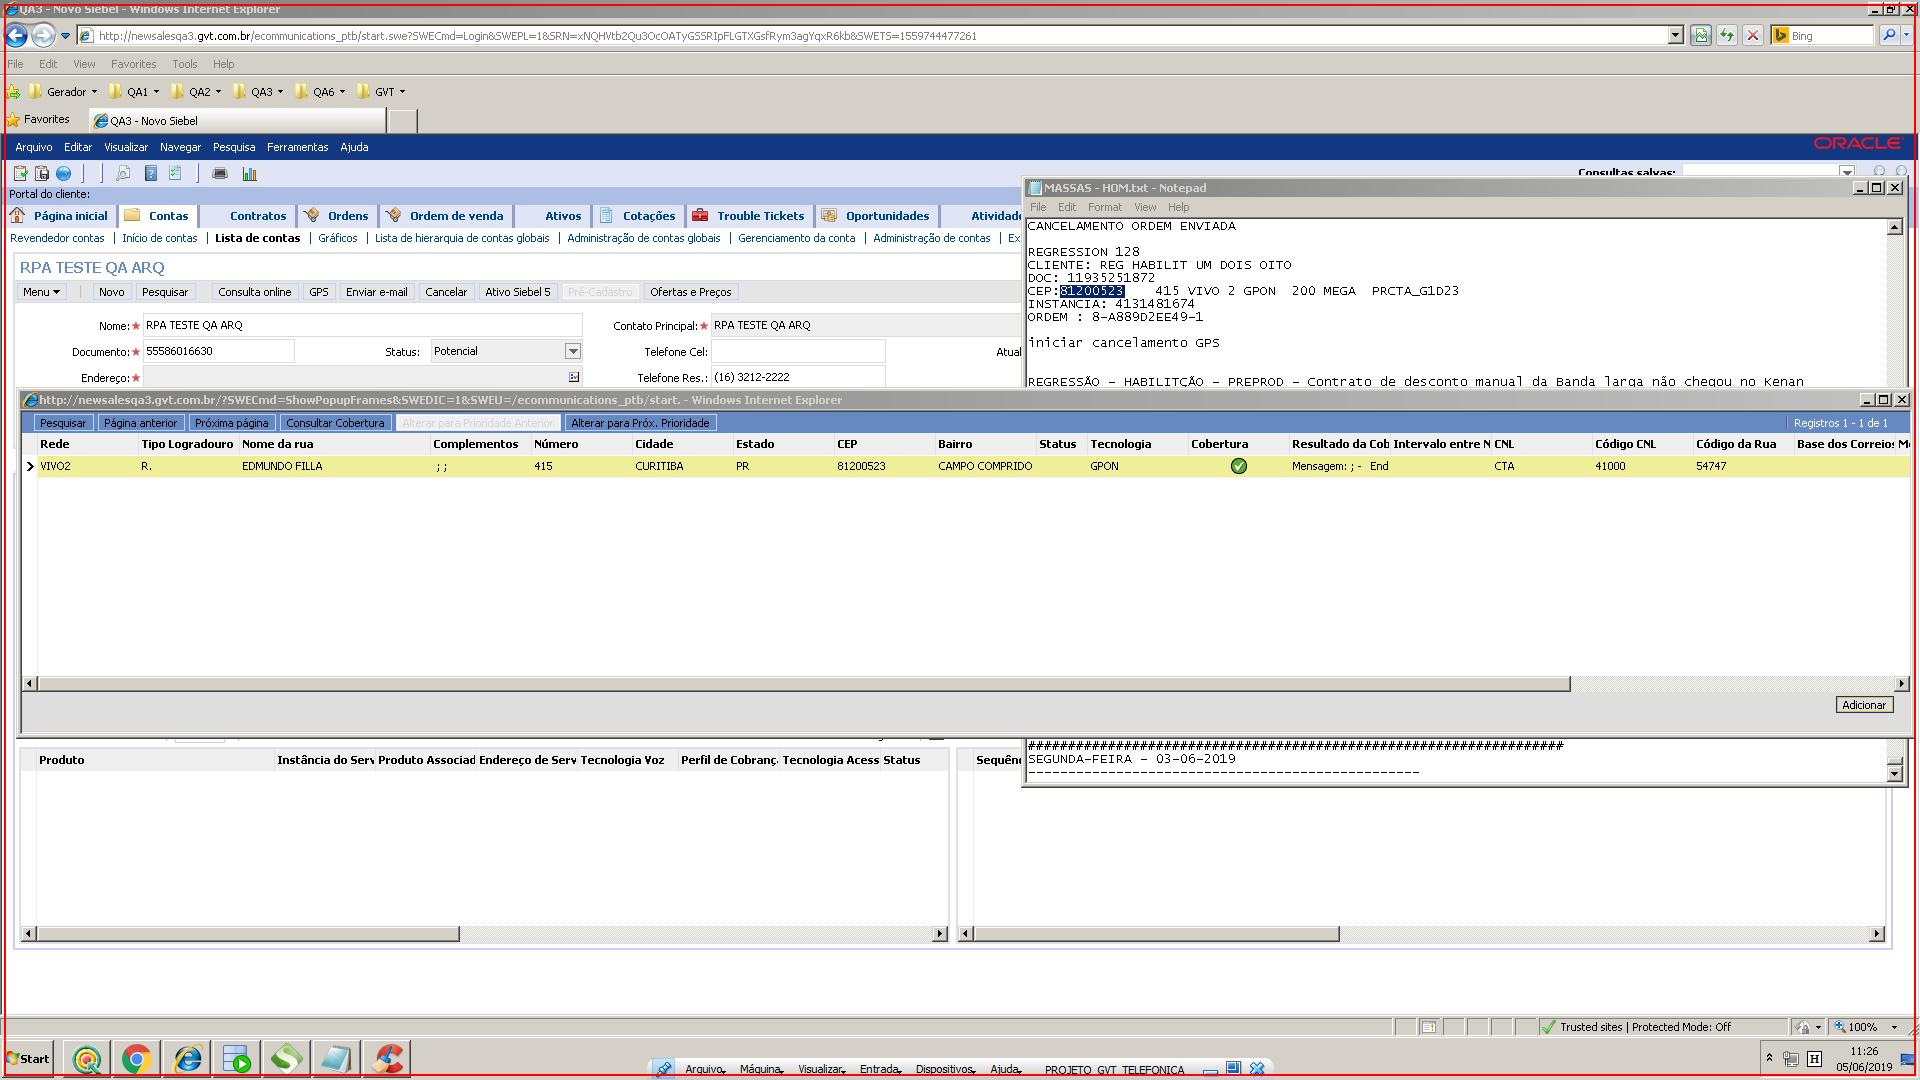 QA3 - Novo Siebel - Windows Internet Explorer
http://newsalesqa3.gvt.com.br/ecommunications_ptb/start.swe?SWECmd=Login&SWEPL=1&SRN=xNQHVtb2Qu3OcOATyGSSRIpFLGTXGsfRym3agYqxR6kb&SWETS=1559744477261
Bing
File Edit View Favorites Tools Help
Gerador QA1 QA2 QA3 QA6 GVT
Favorites QA3 - Novo Siebel
Arquivo Editar Visualizar Navegar Pesquisa Ferramentas Ajuda
ORACLE
Consultas salvas:
Portal do cliente:
Página inicial Contas Contratos Ordens Ordem de venda Ativos Cotações Trouble Tickets Oportunidades Atividade
Revendedor contas Início de contas Lista de contas Gráficos Lista de hierarquia de contas globais Administração de contas globais Gerenciamento da conta Administração de contas Ex
RPA TESTE QA ARQ
Menu Novo Pesquisar Consulta online GPS Enviar e-mail Cancelar Ativo Siebel 5 Pré-Cadastro Ofertas e Preços
Nome: RPA TESTE QA ARQ Contato Principal: RPA TESTE QA ARQ
Documento: 55586016630 Status: Potencial Telefone Cel: Atual
Endereço: Telefone Res.: (16) 3212-2222
MASSAS - HOM.txt - Notepad
File Edit Format View Help
CANCELAMENTO ORDEM ENVIADA
REGRESSION 128
CLIENTE: REG HABILIT UM DOIS OITO
DOC: 11935251872
CEP:81200523 415 VIVO 2 GPON 200 MEGA PRCTA_G1D23
INSTANCIA: 4131481674
ORDEM : 8-A889D2EE49-1
iniciar cancelamento GPS
REGRESSÃO - HABILITÇÃO - PREPROD - Contrato de desconto manual da Banda larga não chegou no Kenan
http://newsalesqa3.gvt.com.br/?SWECmd=ShowPopupFrames&SWEDIC=1&SWEU=/ecommunications_ptb/start. - Windows Internet Explorer
Pesquisar Página anterior Próxima página Consultar Cobertura Alterar para Prioridade Anterior Alterar para Próx. Prioridade Registros 1 - 1 de 1
Rede Tipo Logradouro Nome da rua Complementos Número Cidade Estado CEP Bairro Status Tecnologia Cobertura Resultado da Cob Intervalo entre N CNL Código CNL Código da Rua Base dos Correios
VIVO2 R. EDMUNDO FILLA ; ; 415 CURITIBA PR 81200523 CAMPO COMPRIDO GPON Mensagem: ; - End CTA 41000 54747
Adicionar
###################################################################
SEGUNDA-FEIRA - 03-06-2019
-------------------------------------------------
Produto Instância do Serv Produto Associad Endereço de Serv Tecnologia Voz Perfil de Cobranç Tecnologia Acess Status Sequênc
Trusted sites | Protected Mode: Off 100%
Start
Arquivo Máquina Visualizar Entrada Dispositivos Ajuda PROJETO_GVT_TELEFONICA
H
11:26
05/06/2019